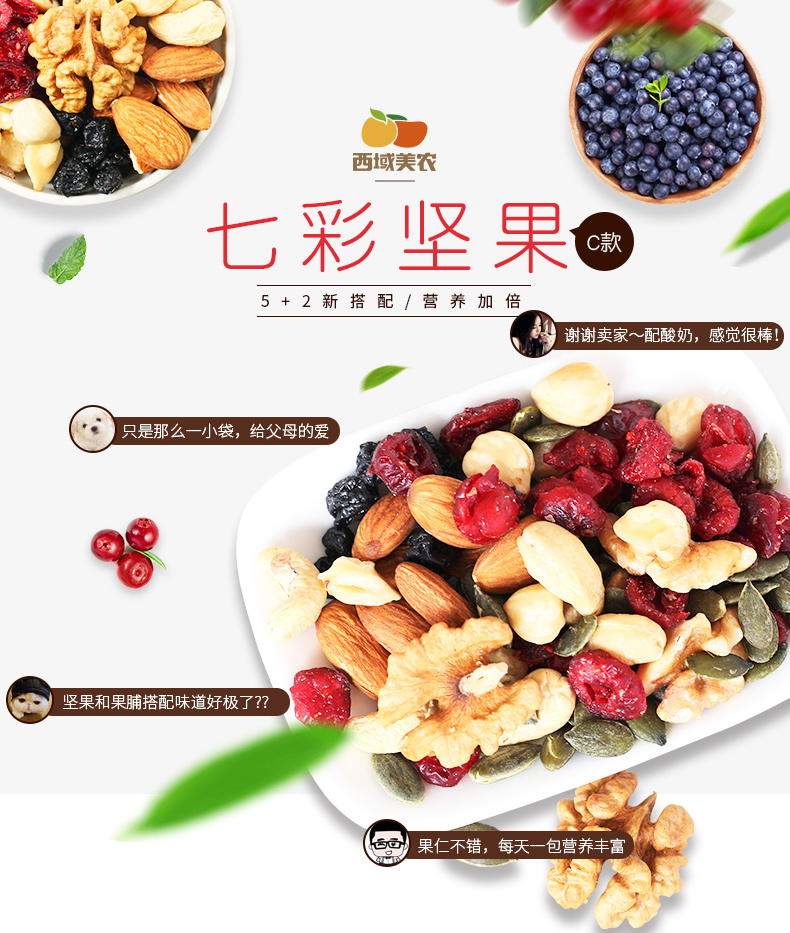 西域美农
七彩坚果
C款
5+2新搭配/营养加倍
谢谢卖家～配酸奶，感觉很棒!
只是那么一小袋，给父母的爱
坚果和果脯搭配味道好极了??
果仁不错，每天一包营养丰富